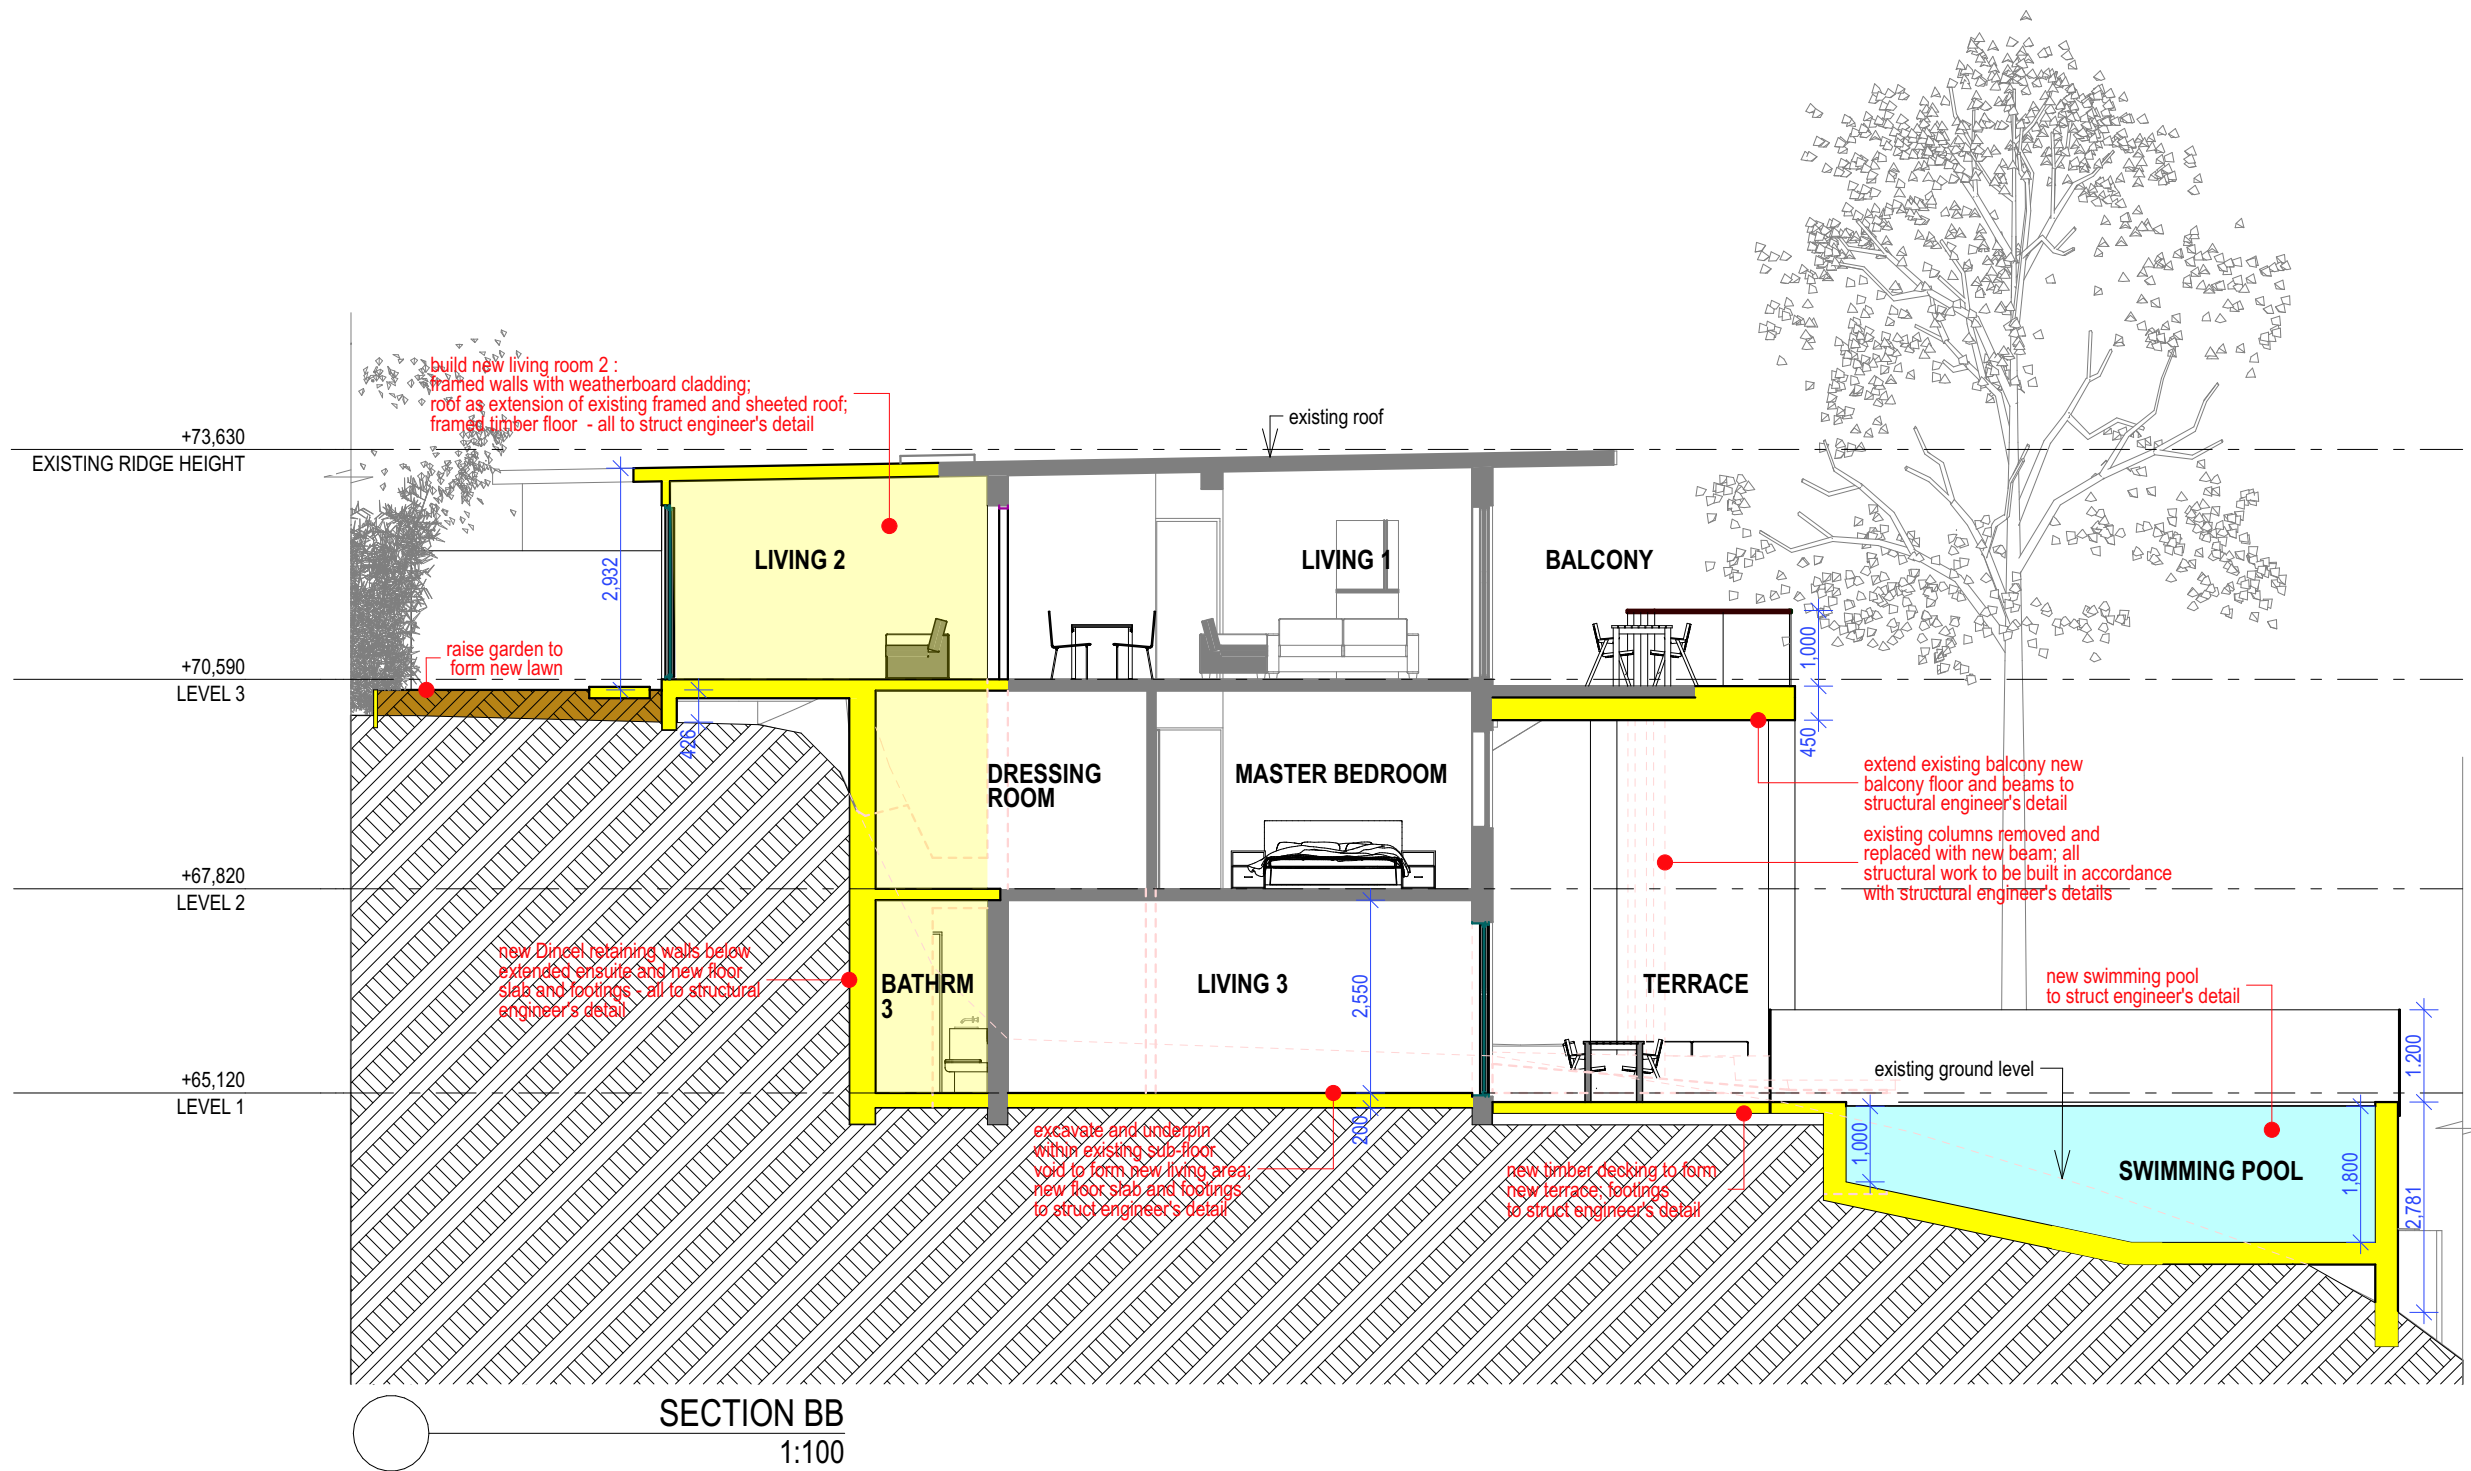 build new living room 2 :
framed walls with weatherboard cladding;
roof as extension of existing framed and sheeted roof;
framed timber floor - all to struct engineer's detail
existing roof
+73,630
EXISTING RIDGE HEIGHT
2,932
LIVING 2
LIVING 1
BALCONY
1,000
raise garden to
form new lawn
+70,590
LEVEL 3
426
450
DRESSING
ROOM
MASTER BEDROOM
extend existing balcony new
balcony floor and beams to
structural engineer's detail
existing columns removed and
replaced with new beam; all
structural work to be built in accordance
with structural engineer's details
+67,820
LEVEL 2
new Dincel retaining walls below
extended ensuite and new floor
slab and footings - all to structural
engineer's detail
BATHRM
3
LIVING 3
2,550
TERRACE
new swimming pool
to struct engineer's detail
1.200
existing ground level
+65,120
LEVEL 1
200
excavate and underpin
within existing sub-floor
void to form new living area;
new floor slab and footings
to struct engineer's detail
new timber decking to form
new terrace; footings
to struct engineer's detail
1,000
SWIMMING POOL
1,800
2,781
SECTION BB
1:100